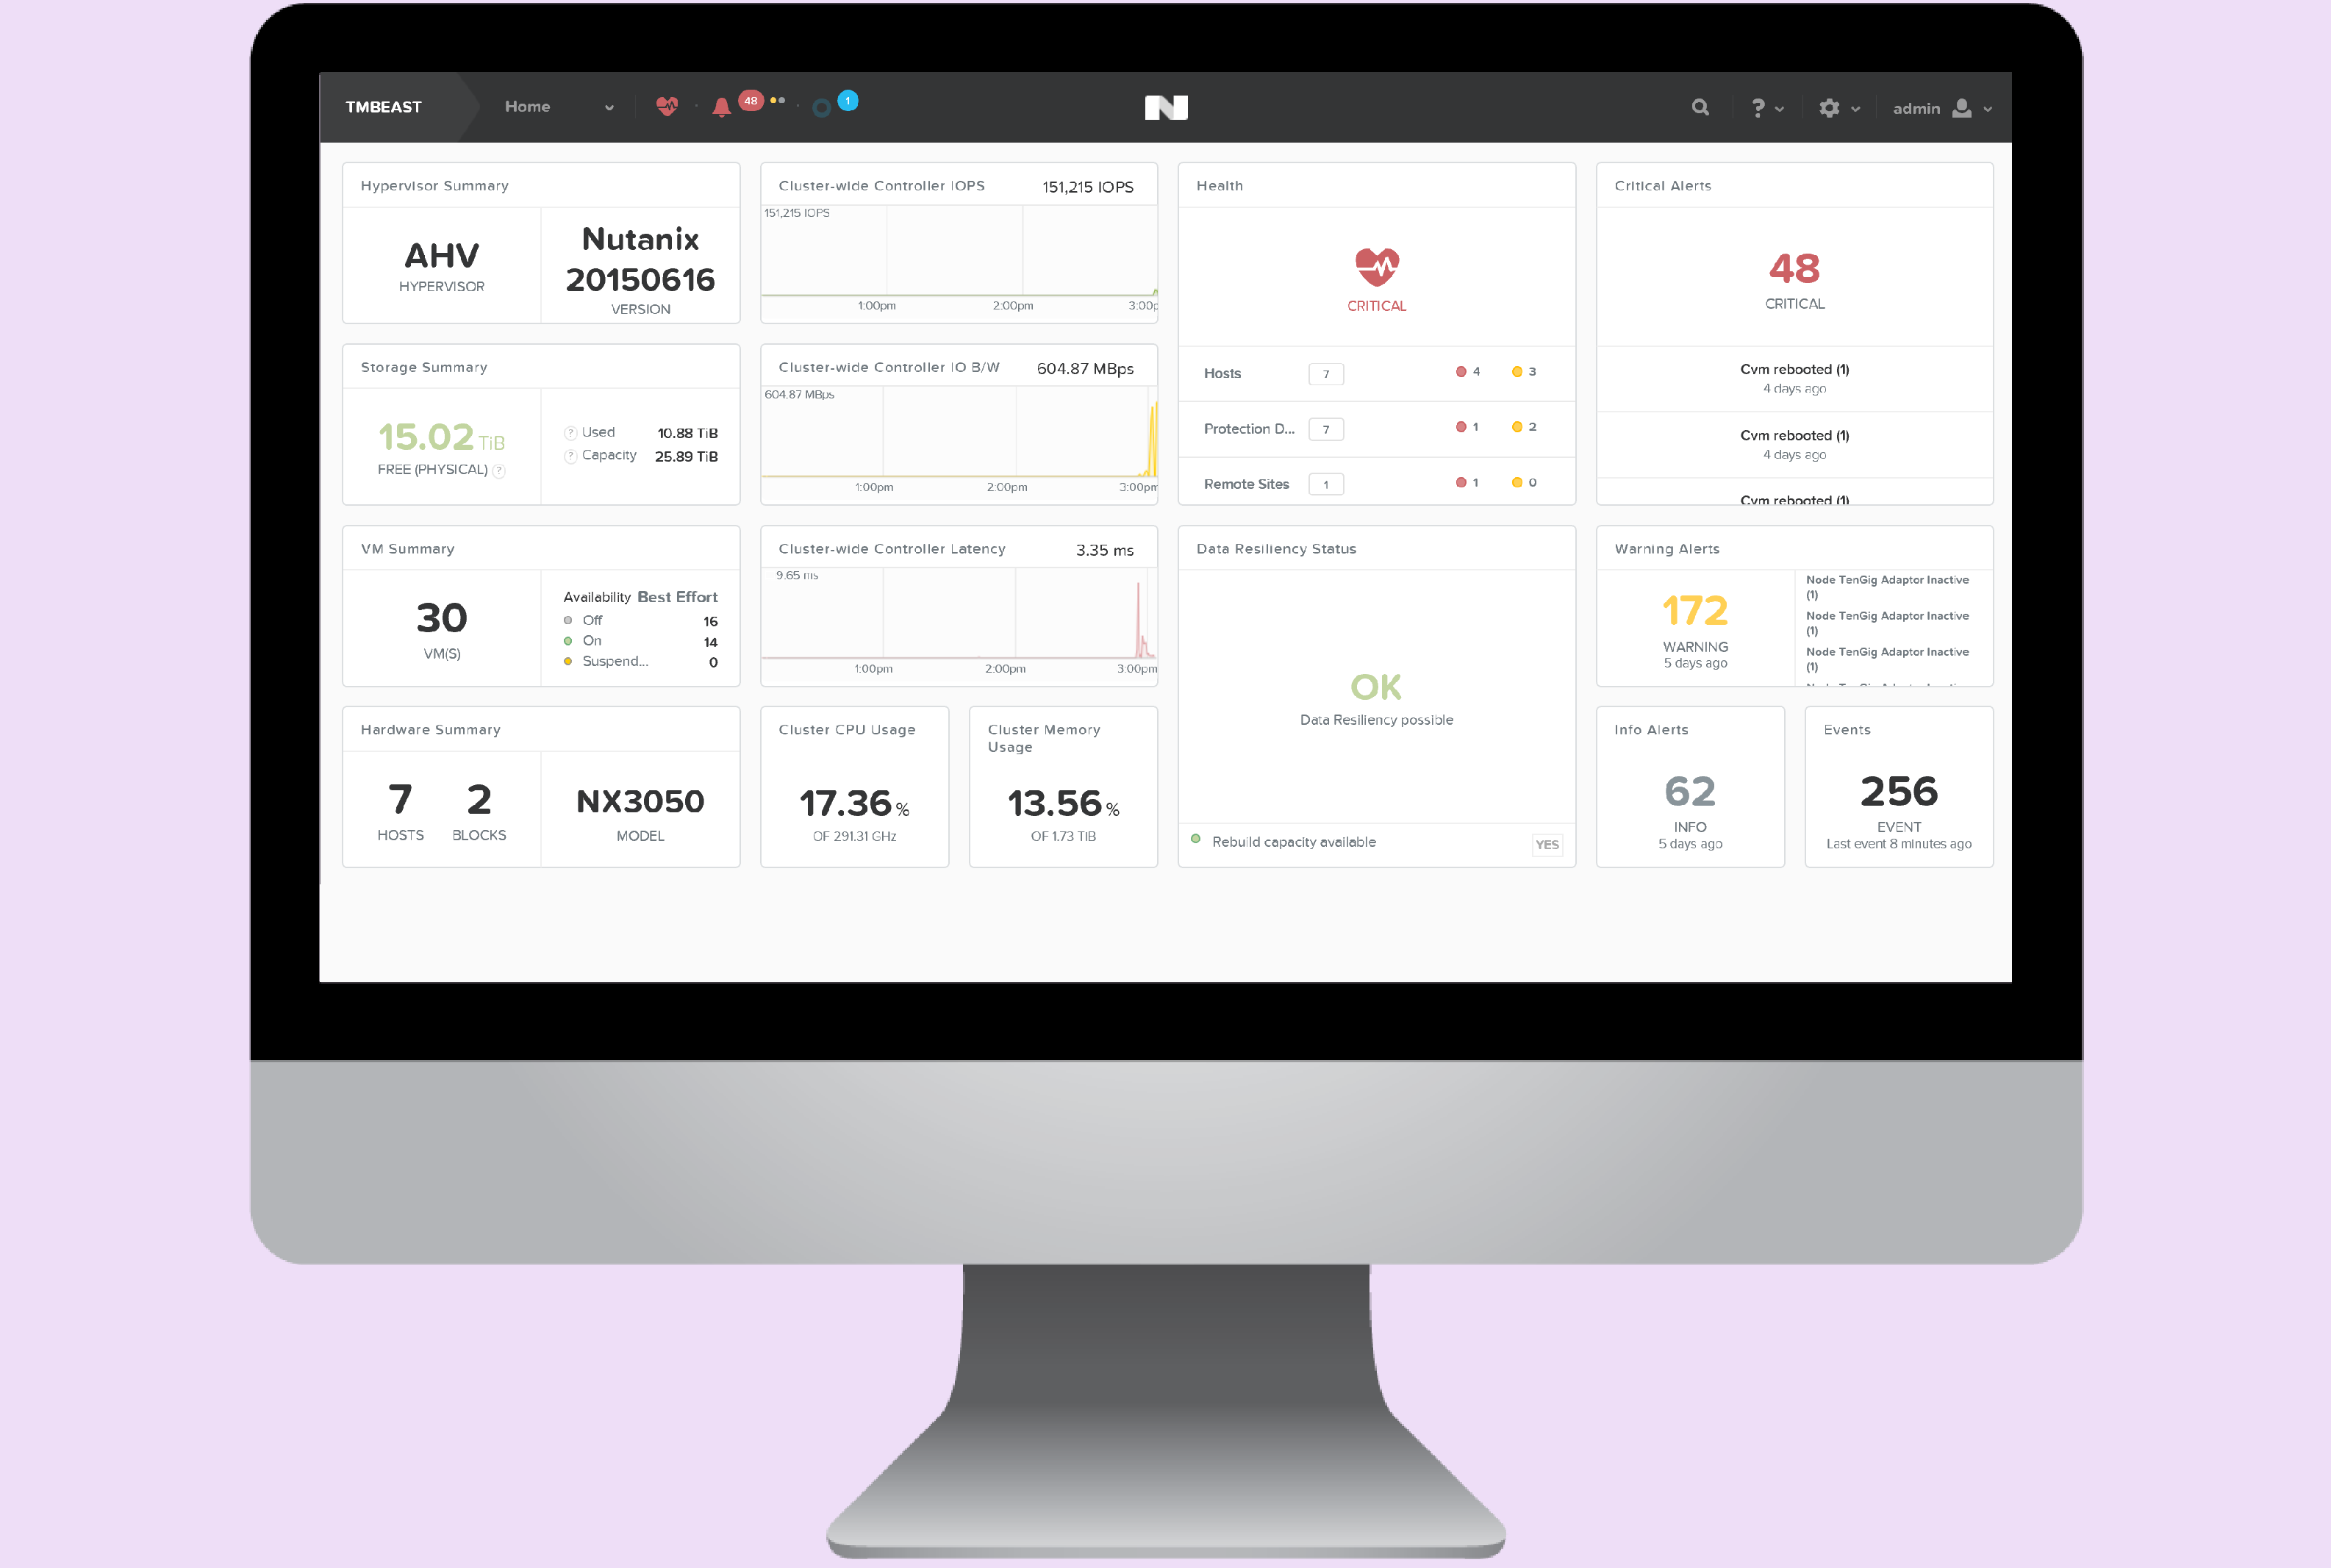 TMBEAST
Home
48
1
N
?
admin
Hypervisor Summary
AHV
HYPERVISOR
Nutanix
20150616
VERSION
Cluster-wide Controller IOPS
151,215 IOPS
151,215 IOPS
1:00pm
2:00pm
3:00p
Health
CRITICAL
Hosts 7 4 3
Protection D... 7 1 2
Remote Sites 1 1 0
Critical Alerts
48
CRITICAL
Cvm rebooted (1)
4 days ago
Cvm rebooted (1)
4 days ago
Cvm rebooted (1)
Storage Summary
15.02 TiB
FREE (PHYSICAL) ?
? Used 10.88 TiB
? Capacity 25.89 TiB
Cluster-wide Controller IO B/W
604.87 MBps
604.87 MBps
1:00pm
2:00pm
3:00pm
VM Summary
30
VM(S)
Availability Best Effort
Off 16
On 14
Suspend... 0
Cluster-wide Controller Latency
3.35 ms
9.65 ms
1:00pm
2:00pm
3:00pm
Data Resiliency Status
OK
Data Resiliency possible
Rebuild capacity available
YES
Warning Alerts
172
WARNING
5 days ago
Node TenGig Adaptor Inactive
(1)
Node TenGig Adaptor Inactive
(1)
Node TenGig Adaptor Inactive
(1)
Hardware Summary
7
HOSTS
2
BLOCKS
NX3050
MODEL
Cluster CPU Usage
17.36 %
OF 291.31 GHz
Cluster Memory
Usage
13.56 %
OF 1.73 TiB
Info Alerts
62
INFO
5 days ago
Events
256
EVENT
Last event 8 minutes ago